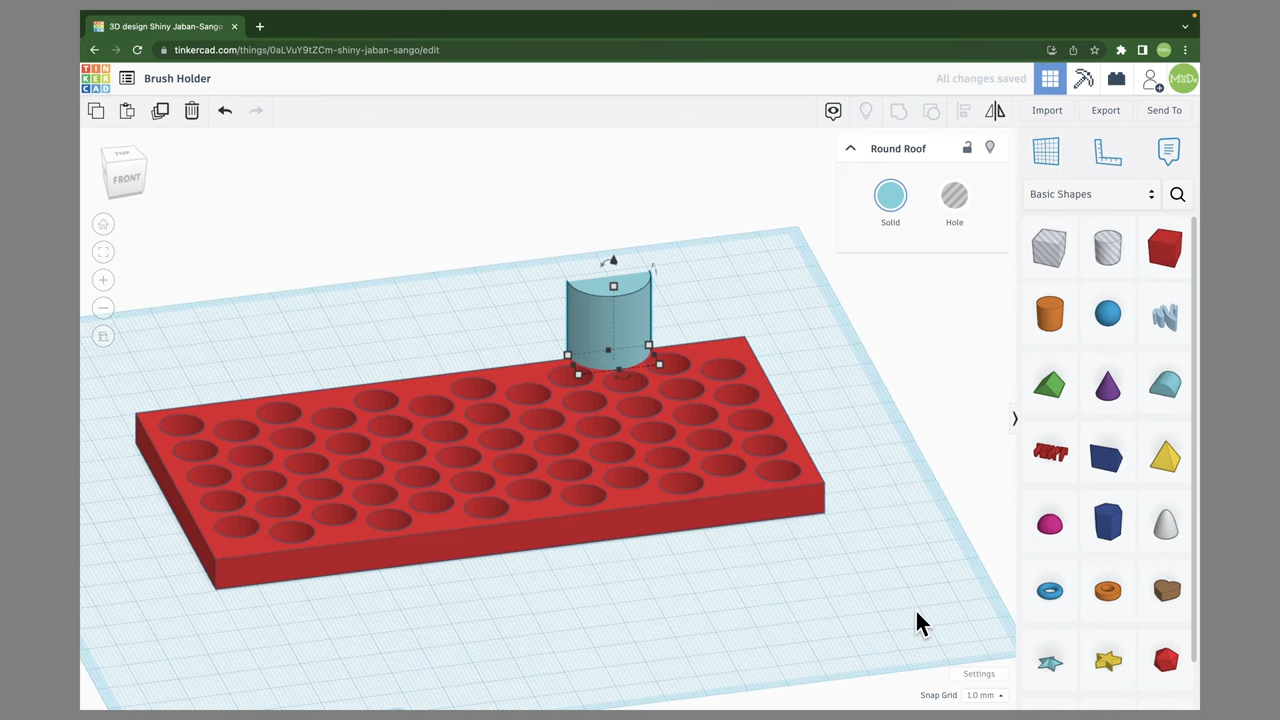 3D design Shiny Jaban-Sango
tinkercad.com/things/0aLVuY9tZCm-shiny-jaban-sango/edit
TIN
KER
CAD
Brush Holder
All changes saved
MaDe
Import
Export
Send To
TOP
FRONT
Round Roof
Solid
Hole
Basic Shapes
TEXT
Settings
Snap Grid
1.0 mm